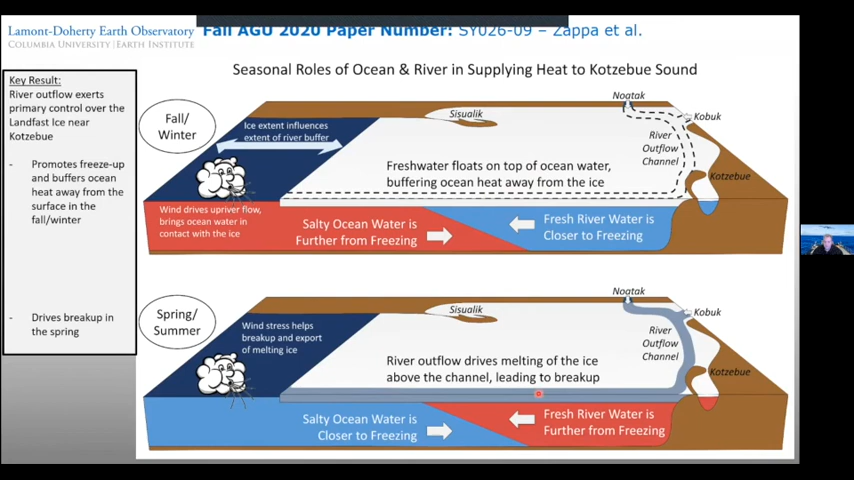 Lamont-Doherty Earth Observatory
COLUMBIA UNIVERSITY | EARTH INSTITUTE
Fall AGU 2020 Paper Number: SY026-09 – Zappa et al.
Key Result:
River outflow exerts
primary control over the
Landfast Ice near
Kotzebue
- Promotes freeze-up
and buffers ocean
heat away from the
surface in the
fall/winter
- Drives breakup in
the spring
Seasonal Roles of Ocean & River in Supplying Heat to Kotzebue Sound
Fall/
Winter
Ice extent influences
extent of river buffer
Sisualik
Noatak
Kobuk
River
Outflow
Channel
Kotzebue
Freshwater floats on top of ocean water,
buffering ocean heat away from the ice
Wind drives upriver flow,
brings ocean water in
contact with the ice
Salty Ocean Water is
Further from Freezing
Fresh River Water is
Closer to Freezing
Spring/
Summer
Wind stress helps
breakup and export
of melting ice
Sisualik
Noatak
Kobuk
River
Outflow
Channel
Kotzebue
River outflow drives melting of the ice
above the channel, leading to breakup
Salty Ocean Water is
Closer to Freezing
Fresh River Water is
Further from Freezing